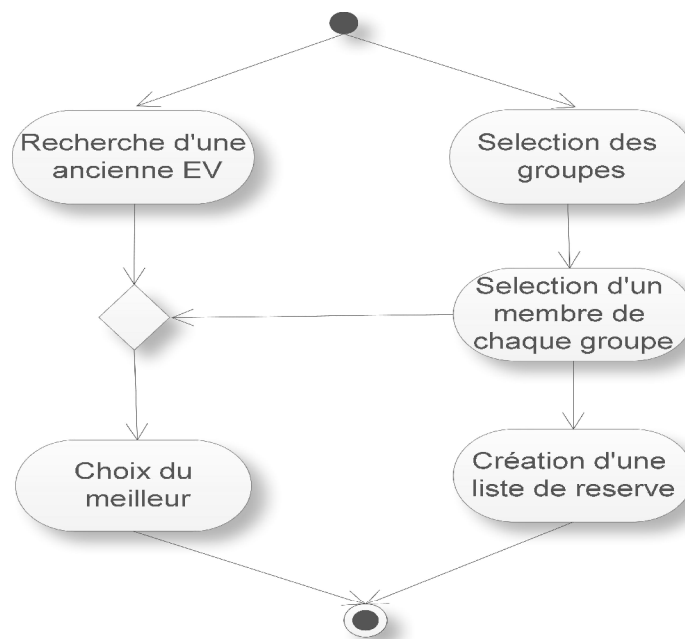 Recherche d'une
ancienne EV
Selection des
groupes
Selection d'un
membre de
chaque groupe
Choix du
meilleur
Création d'une
liste de reserve